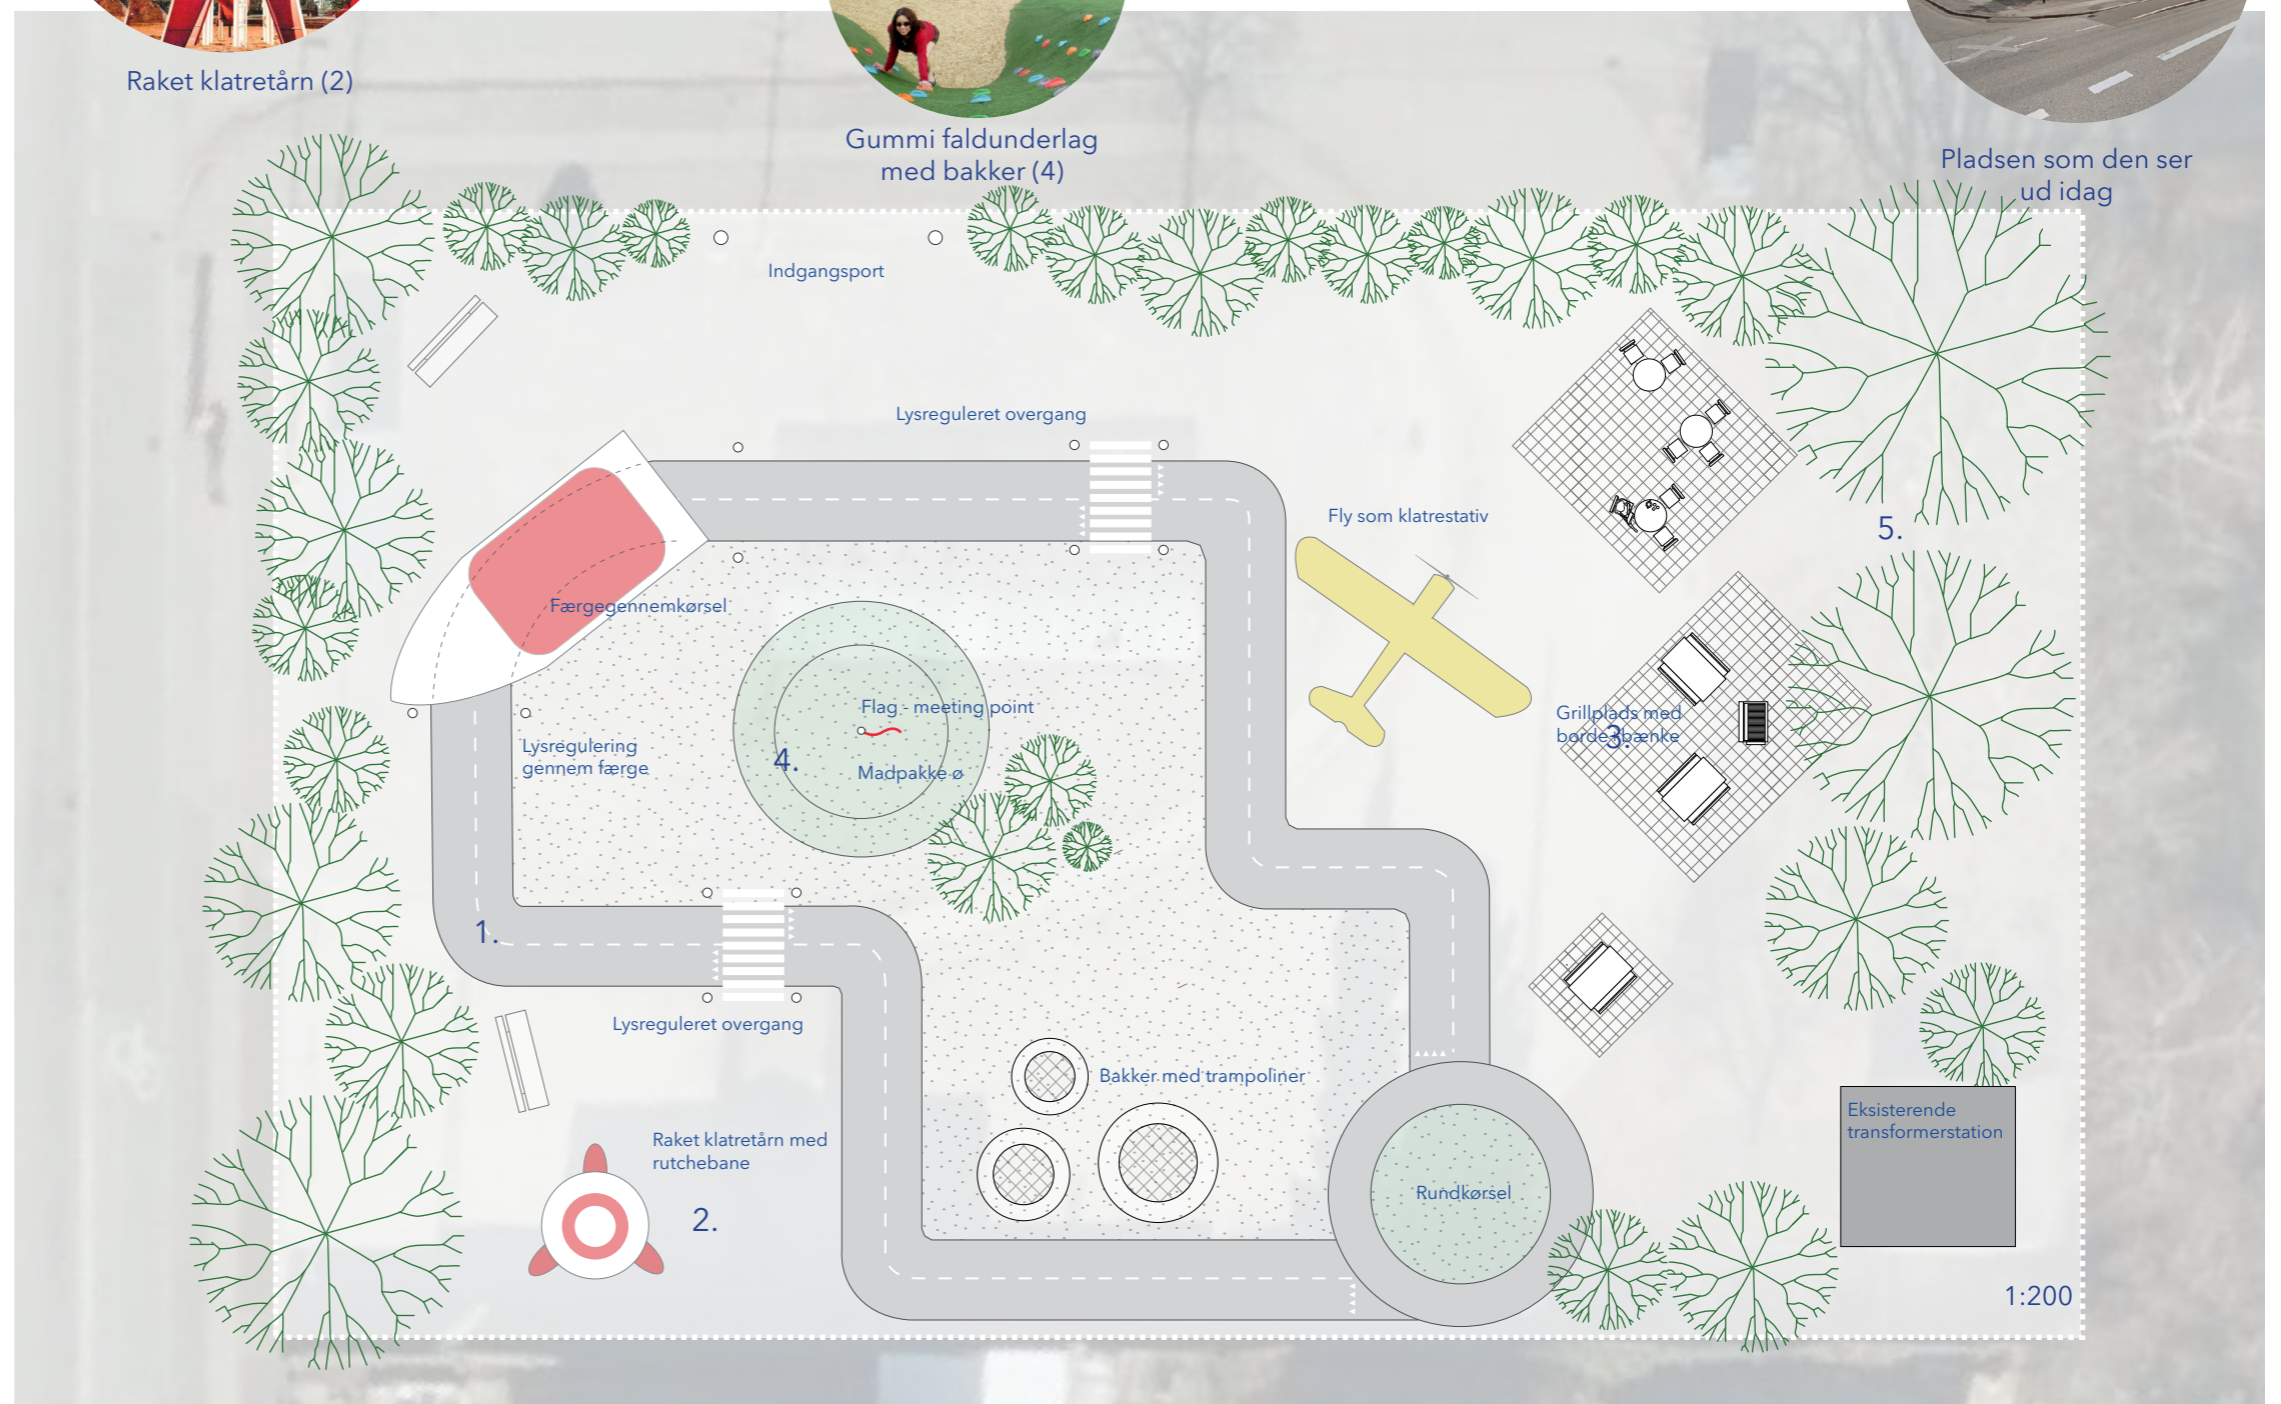 Raket klatretårn (2)
Gummi faldunderlag
med bakker (4)
Pladsen som den ser
ud idag
Indgangsport
Lysreguleret overgang
Fly som klatrestativ
5.
Færgegennemkørsel
Flag - meeting point
Grillplads med
borde+bænke
3.
Lysregulering
gennem færge
4.
Madpakke ø
1.
Lysreguleret overgang
Bakker med trampoliner
Raket klatretårn med
rutchebane
2.
Eksisterende
transformerstation
Rundkørsel
1:200